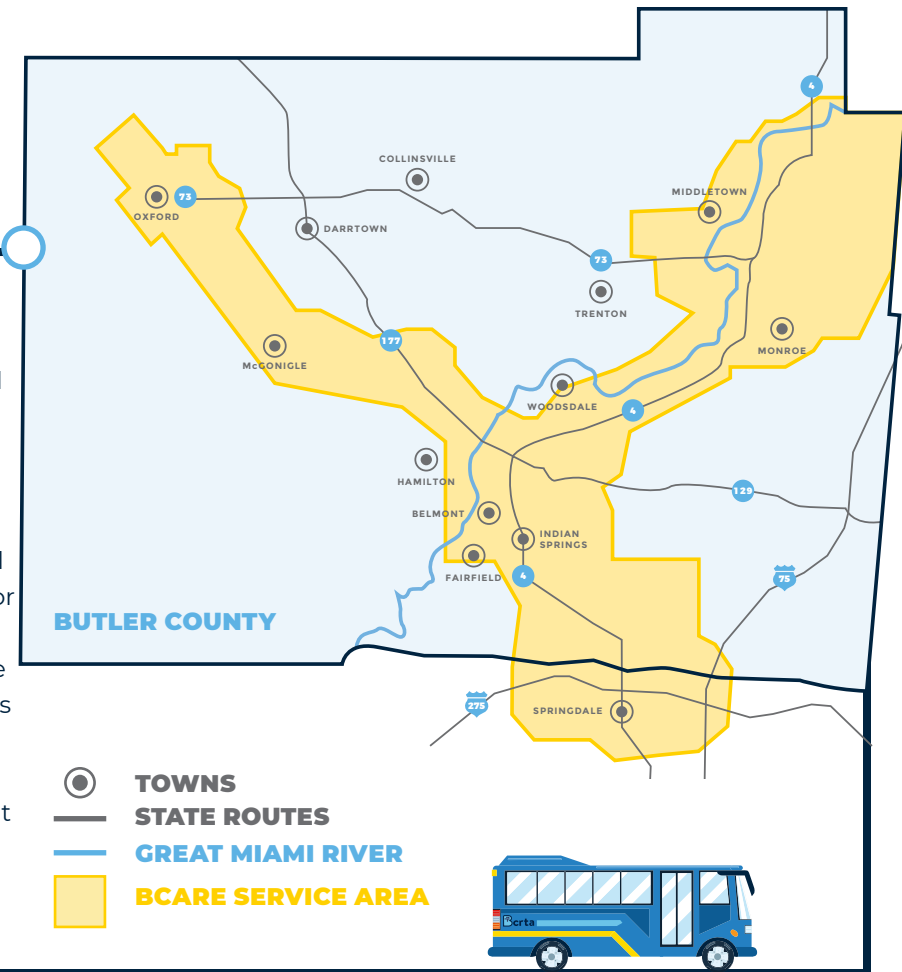 4
COLLINSVILLE
MIDDLETOWN
73
OXFORD
DARRTOWN
73
TRENTON
177
MONROE
McGONIGLE
WOODSDALE
4
HAMILTON
129
BELMONT
INDIAN
SPRINGS
FAIRFIELD
4
75
or
BUTLER COUNTY
s
275
SPRINGDALE
TOWNS
STATE ROUTES
t
GREAT MIAMI RIVER
BCARE SERVICE AREA
Bcrta